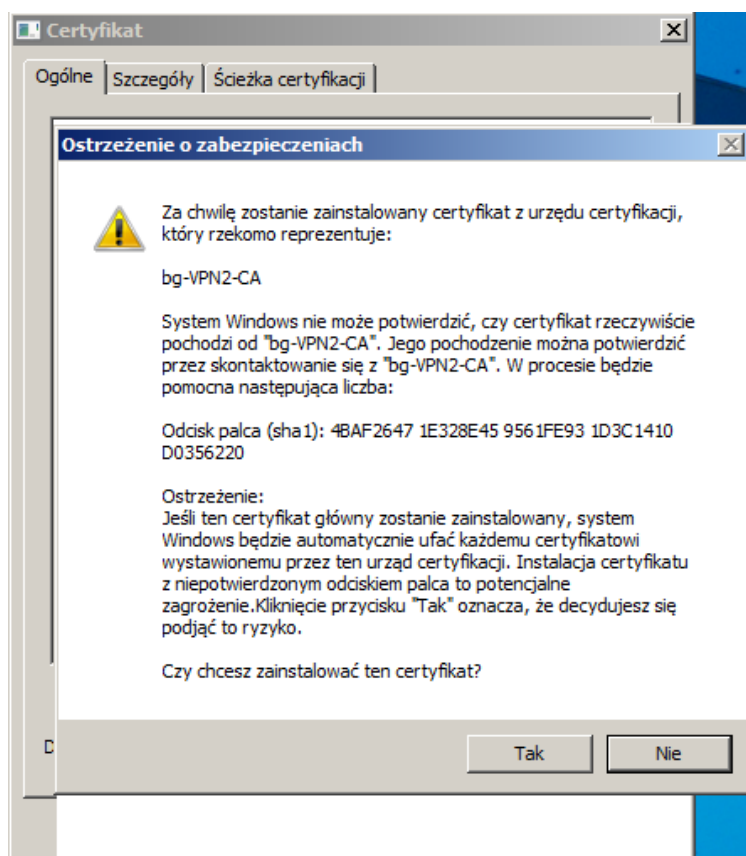 Certyfikat
Ogólne
Szczegóły
Ścieżka certyfikacji
Ostrzeżenie o zabezpieczeniach
Za chwilę zostanie zainstalowany certyfikat z urzędu certyfikacji,
który rzekomo reprezentuje:
bg-VPN2-CA
System Windows nie może potwierdzić, czy certyfikat rzeczywiście
pochodzi od "bg-VPN2-CA". Jego pochodzenie można potwierdzić
przez skontaktowanie się z "bg-VPN2-CA". W procesie będzie
pomocna następująca liczba:
Odcisk palca (sha1): 4BAF2647 1E328E45 9561FE93 1D3C1410
D0356220
Ostrzeżenie:
Jeśli ten certyfikat główny zostanie zainstalowany, system
Windows będzie automatycznie ufać każdemu certyfikatowi
wystawionemu przez ten urząd certyfikacji. Instalacja certyfikatu
z niepotwierdzonym odciskiem palca to potencjalne
zagrożenie.Kliknięcie przycisku "Tak" oznacza, że decydujesz się
podjąć to ryzyko.
Czy chcesz zainstalować ten certyfikat?
Tak
Nie